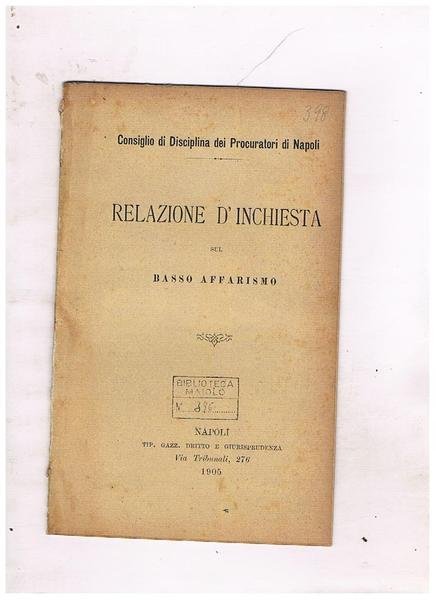 398
Consiglio di Disciplina dei Procuratori di Napoli
RELAZIONE D'INCHIESTA
SUL
BASSO AFFARISMO
BIBLIOTECA
MAIOLO
N. 896
NAPOLI
TIP. GAZZ. DRITTO E GIURISPRUDENZA
Via Tribunali, 276
1905